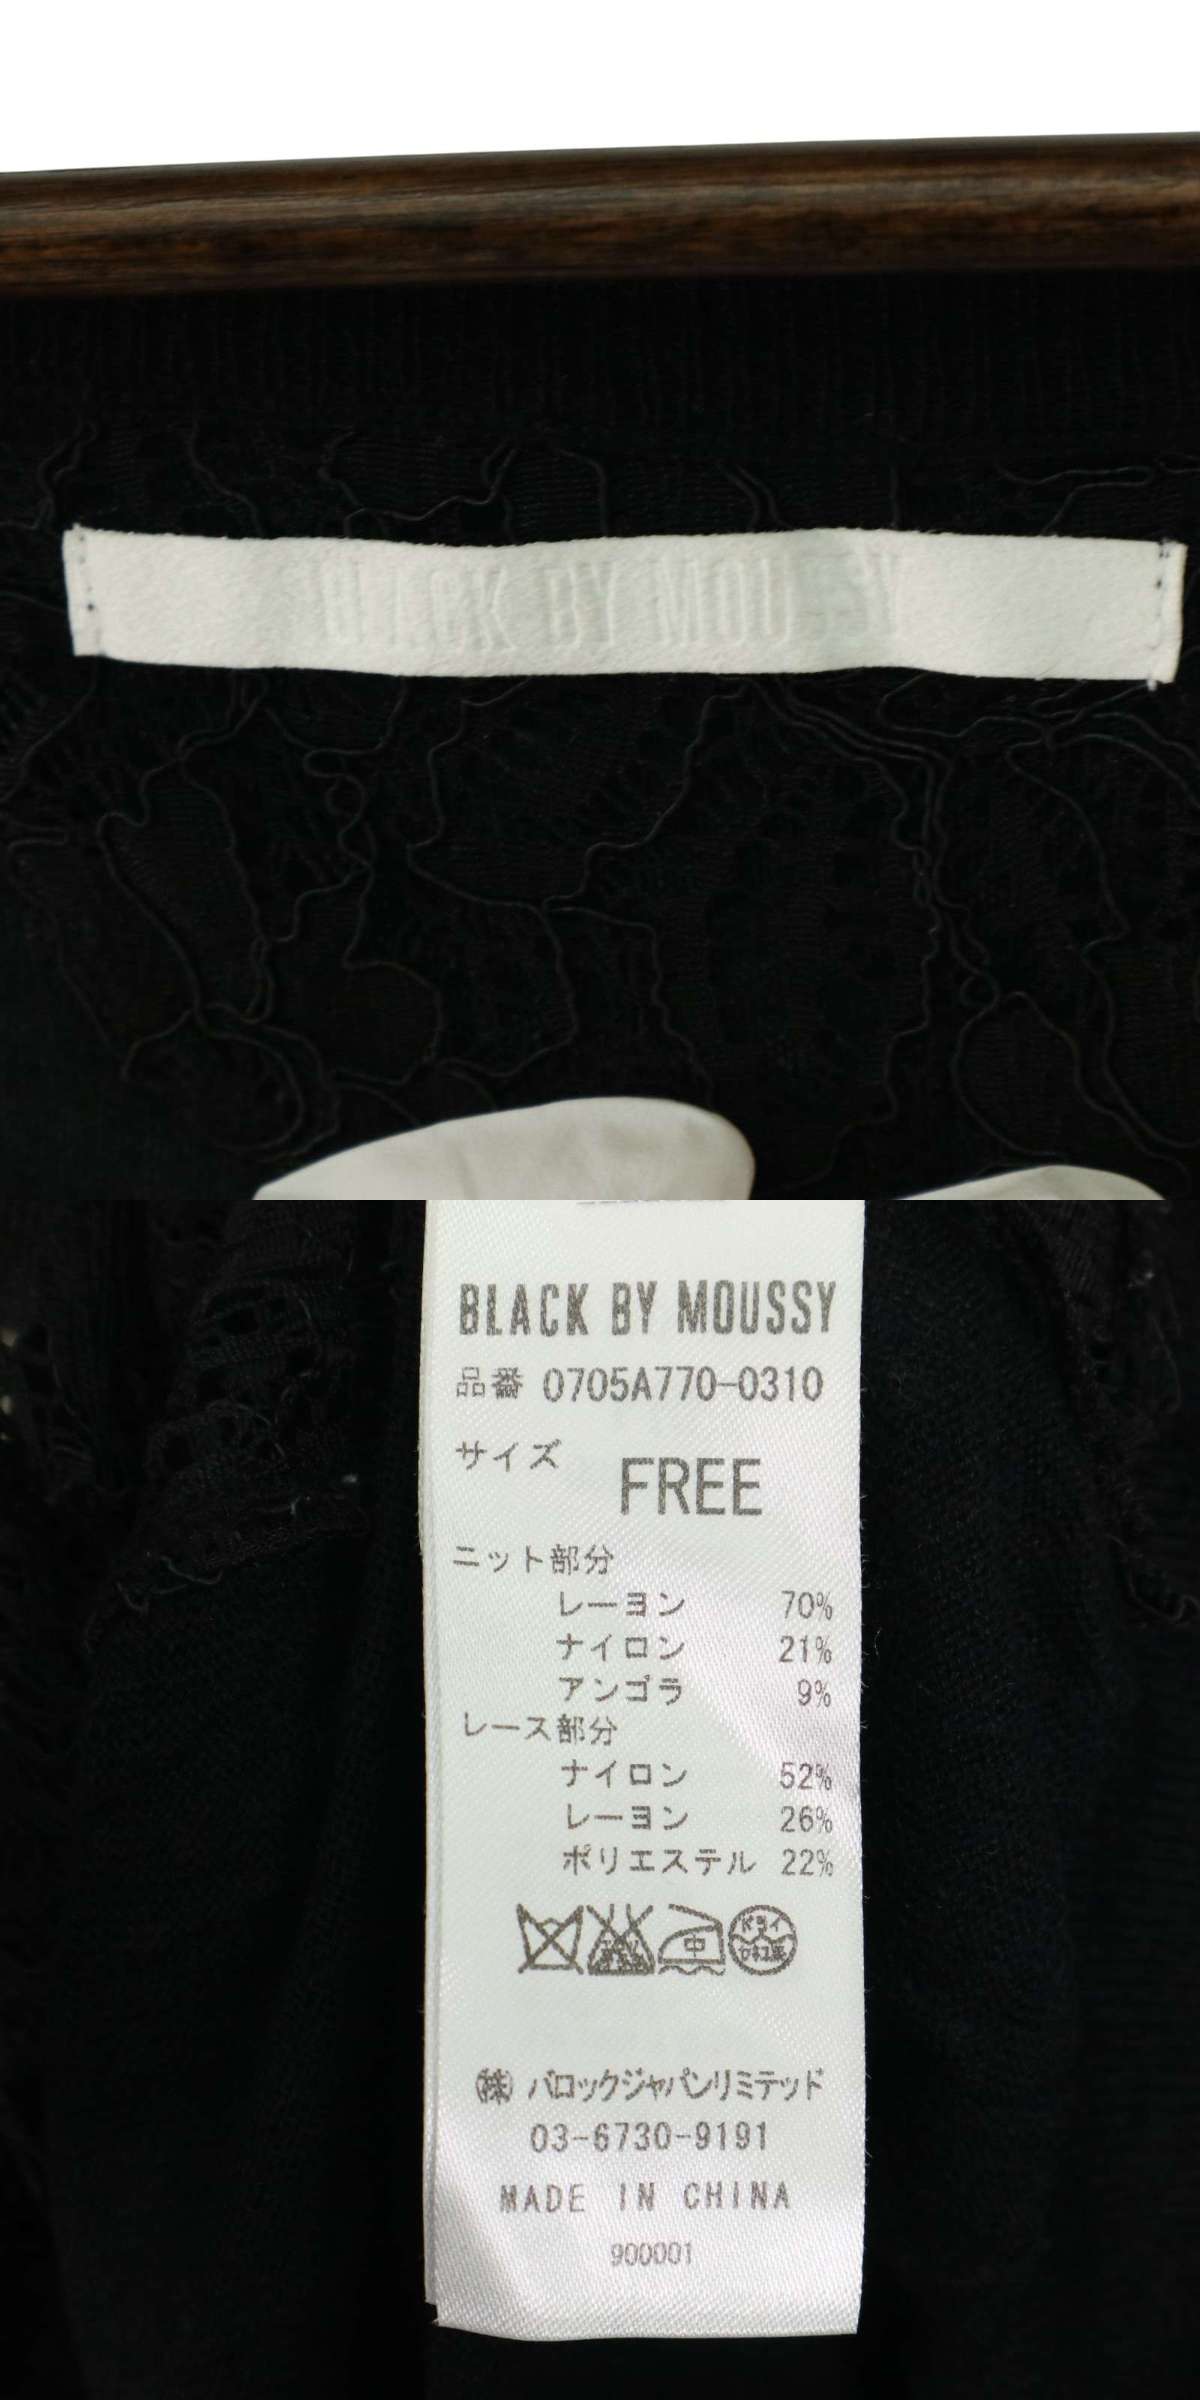 BLACK BY MOUSSY
BLACK BY MOUSSY
品番 0705A770-0310
サイズ FREE
ニット部分
レーヨン 70%
ナイロン 21%
アンゴラ 9%
レース部分
ナイロン 52%
レーヨン 26%
ポリエステル 22%
中 ドライ
㈱ バロックジャパンリミテッド
03-6730-9191
MADE IN CHINA
900001